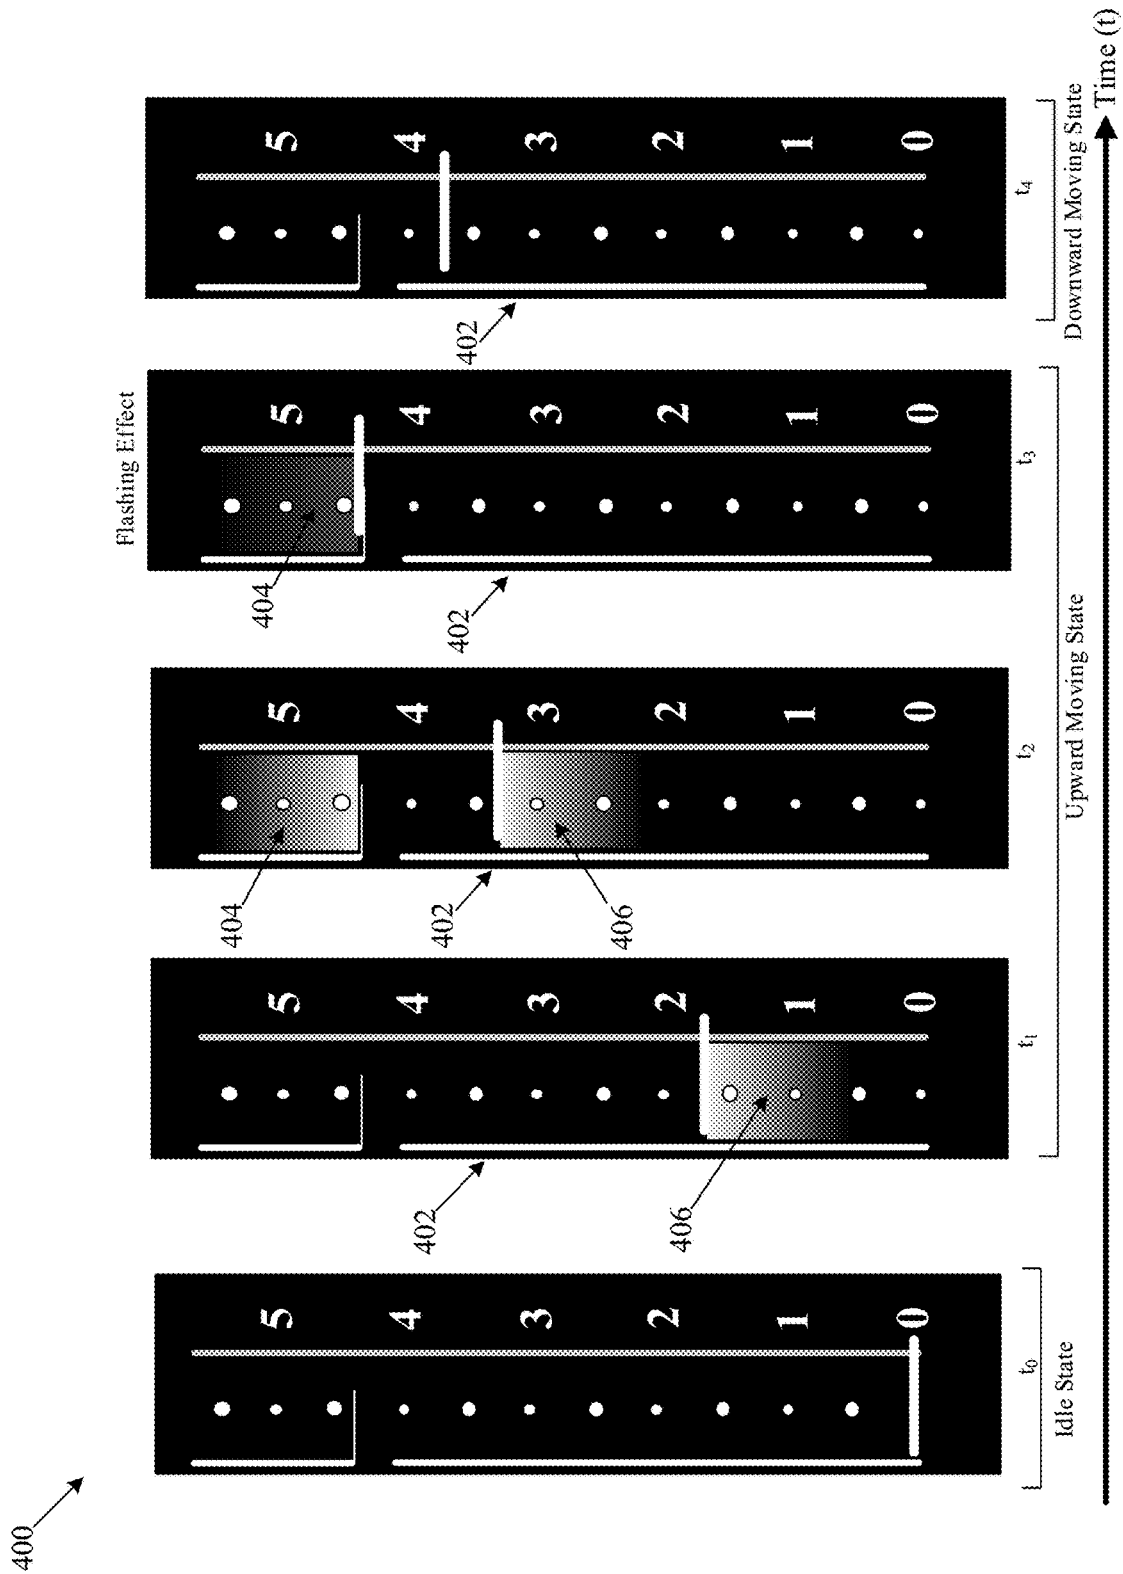 400
Flashing Effect
404
404
5 5 5 5 5
4 4 4 4 4
402 402 402 402
3 3 3 3 3
406
2 2 2 2 2
406
1 1 1 1 1
0 0 0 0 0
t0 t1 t2 t3 t4
Idle State Upward Moving State Downward Moving State
Time (t)